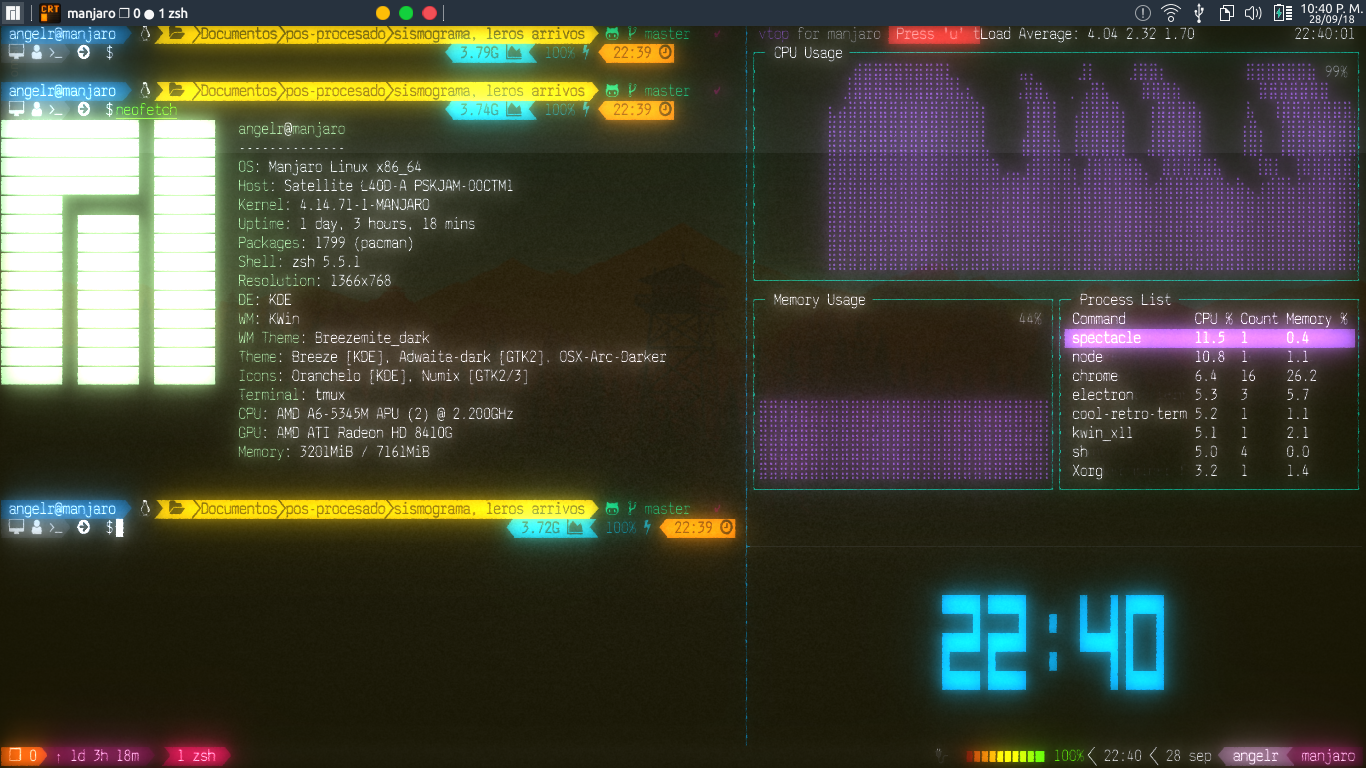 CRT manjaro 0 1 zsh
10:40 P. M.
28/09/18
angelr@manjaro Documentos pos-procesado sismograma, leros arrivos master
$ 3.79G 100% 22:39
angelr@manjaro Documentos pos-procesado sismograma, leros arrivos master
$neofetch 3.74G 100% 22:39
angelr@manjaro
--------------
OS: Manjaro Linux x86_64
Host: Satellite L40D-A PSKJAM-00CTM1
Kernel: 4.14.71-1-MANJARO
Uptime: 1 day, 3 hours, 18 mins
Packages: 1799 (pacman)
Shell: zsh 5.5.1
Resolution: 1366x768
DE: KDE
WM: KWin
WM Theme: Breezemite_dark
Theme: Breeze [KDE], Adwaita-dark [GTK2], OSX-Arc-Darker
Icons: Oranchelo [KDE], Numix [GTK2/3]
Terminal: tmux
CPU: AMD A6-5345M APU (2) @ 2.200GHz
GPU: AMD ATI Radeon HD 8410G
Memory: 3201MiB / 7161MiB
angelr@manjaro Documentos pos-procesado sismograma, leros arrivos master
$ 3.72G 100% 22:39
vtop for manjaro Press 'u' tLoad Average: 4.04 2.32 1.70 22:40:01
CPU Usage
99%
Memory Usage
44%
Process List
Command CPU % Count Memory %
spectacle 11.5 1 0.4
node 10.8 1 1.1
chrome 6.4 16 26.2
electron 5.3 3 5.7
cool-retro-term 5.2 1 1.1
kwin_x11 5.1 1 2.1
sh 5.0 4 0.0
Xorg 3.2 1 1.4
22:40
0 ↑ 1d 3h 18m 1 zsh
100% 22:40 28 sep angelr manjaro